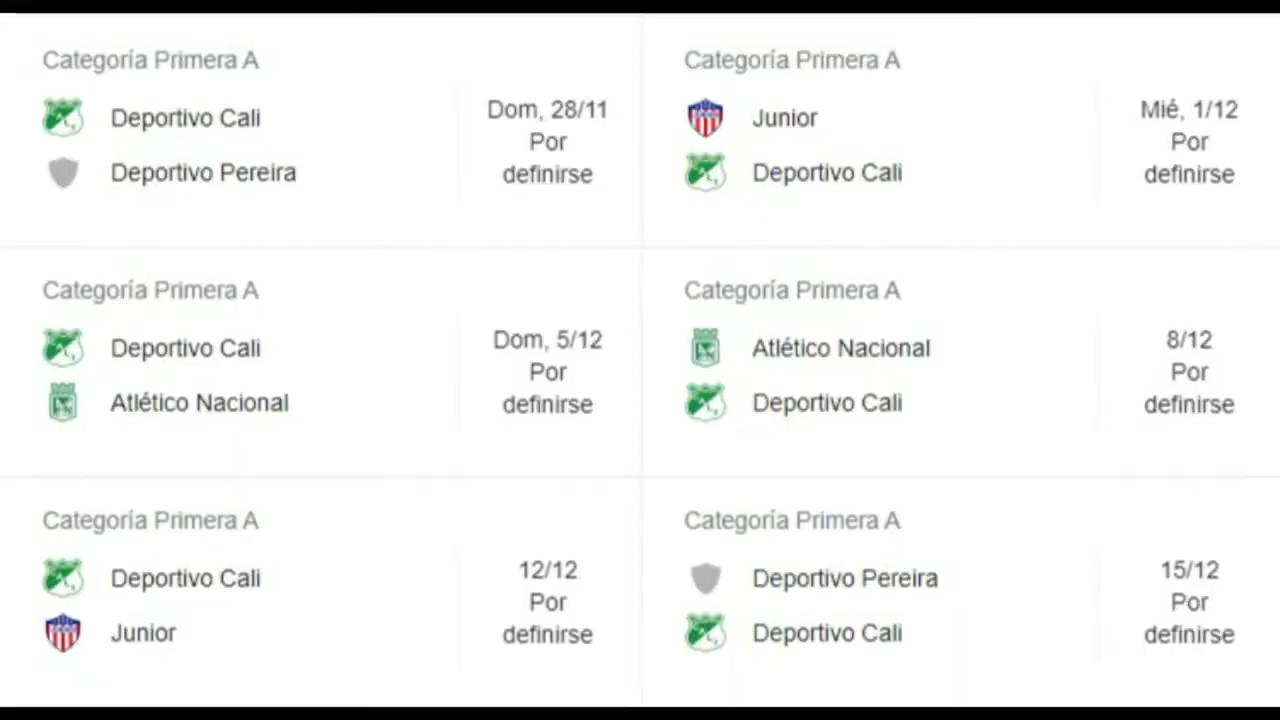 Categoría Primera A
Deportivo Cali
Deportivo Pereira
Dom, 28/11
Por
definirse
Categoría Primera A
Junior
Deportivo Cali
Mié, 1/12
Por
definirse
Categoría Primera A
Deportivo Cali
Atlético Nacional
Dom, 5/12
Por
definirse
Categoría Primera A
Atlético Nacional
Deportivo Cali
8/12
Por
definirse
Categoría Primera A
Deportivo Cali
Junior
12/12
Por
definirse
Categoría Primera A
Deportivo Pereira
Deportivo Cali
15/12
Por
definirse